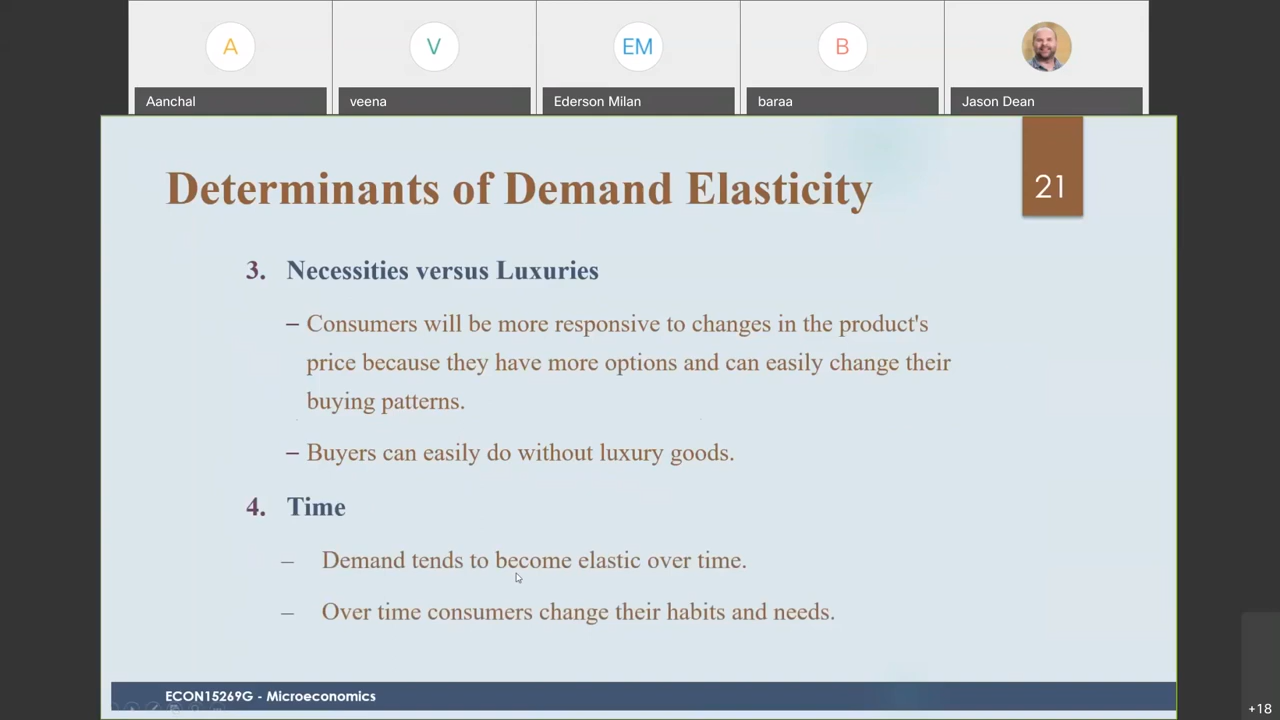 A
V
EM
B
Aanchal
veena
Ederson Milan
baraa
Jason Dean
Determinants of Demand Elasticity
21
3. Necessities versus Luxuries
– Consumers will be more responsive to changes in the product's
price because they have more options and can easily change their
buying patterns.
– Buyers can easily do without luxury goods.
4. Time
– Demand tends to become elastic over time.
– Over time consumers change their habits and needs.
ECON15269G - Microeconomics
+18